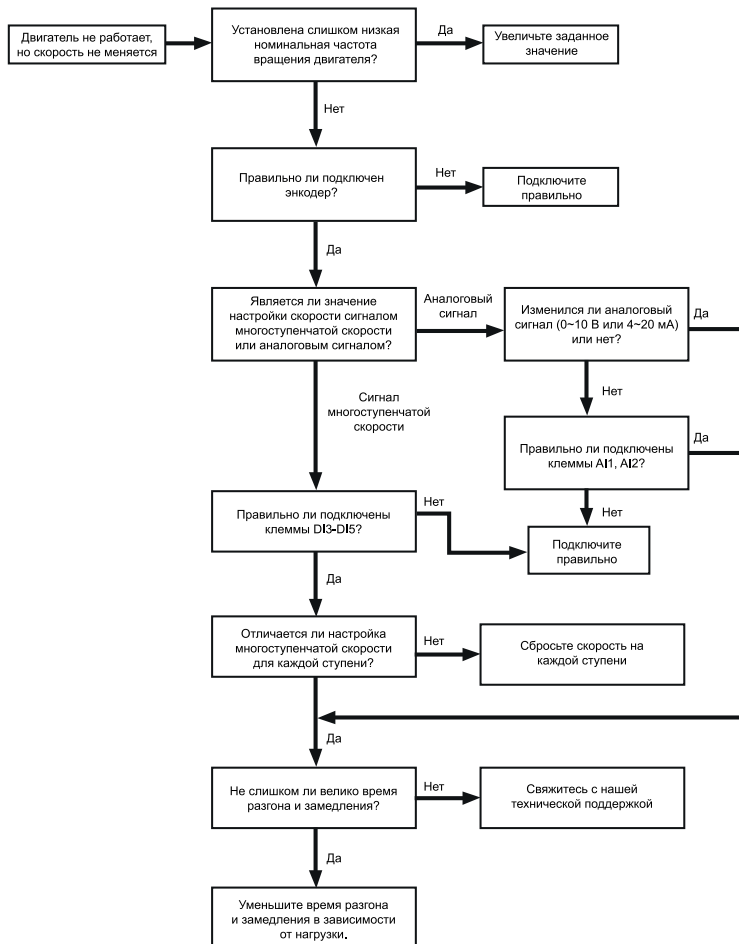 Двигатель не работает,
но скорость не меняется
Установлена слишком низкая
номинальная частота
вращения двигателя?
Да
Увеличьте заданное
значение
Нет
Правильно ли подключен
энкодер?
Нет
Подключите
правильно
Да
Является ли значение
настройки скорости сигналом
многоступенчатой скорости
или аналоговым сигналом?
Аналоговый
сигнал
Изменился ли аналоговый
сигнал (0~10 В или 4~20 мА)
или нет?
Да
Нет
Сигнал
многоступенчатой
скорости
Правильно ли подключены
клеммы AI1, AI2?
Да
Нет
Правильно ли подключены
клеммы DI3-DI5?
Нет
Подключите
правильно
Да
Отличается ли настройка
многоступенчатой скорости
для каждой ступени?
Нет
Сбросьте скорость на
каждой ступени
Да
Не слишком ли велико время
разгона и замедления?
Нет
Свяжитесь с нашей
технической поддержкой
Да
Уменьшите время разгона
и замедления в зависимости
от нагрузки.